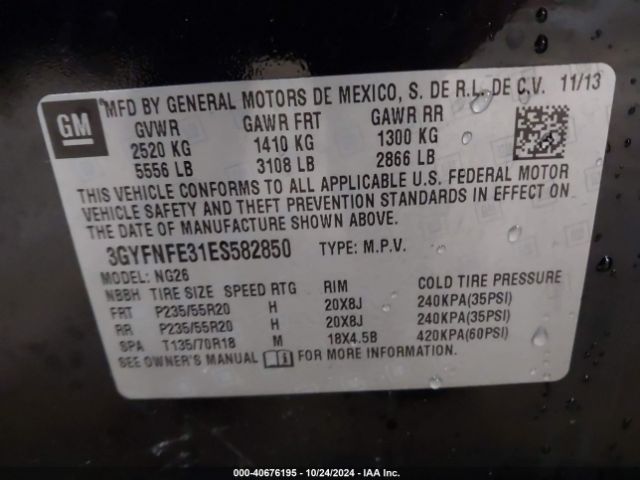 MFD BY GENERAL MOTORS DE MEXICO, S. DE R.L. DE C.V. 11/13
GM
GVWR GAWR FRT GAWR RR
2520 KG 1410 KG 1300 KG
5556 LB 3108 LB 2866 LB
THIS VEHICLE CONFORMS TO ALL APPLICABLE U.S. FEDERAL MOTOR
VEHICLE SAFETY AND THEFT PREVENTION STANDARDS IN EFFECT ON
THE DATE OF MANUFACTURE SHOWN ABOVE.
3GYFNFE31ES582850 TYPE: M.P.V.
MODEL: NG26
NBBH TIRE SIZE SPEED RTG RIM COLD TIRE PRESSURE
FRT P235/55R20 H 20X8J 240KPA(35PSI)
RR P235/55R20 H 20X8J 240KPA(35PSI)
SPA T135/70R18 M 18X4.5B 420KPA(60PSI)
SEE OWNER'S MANUAL FOR MORE INFORMATION.
000-40676195 - 10/24/2024 - IAA Inc.